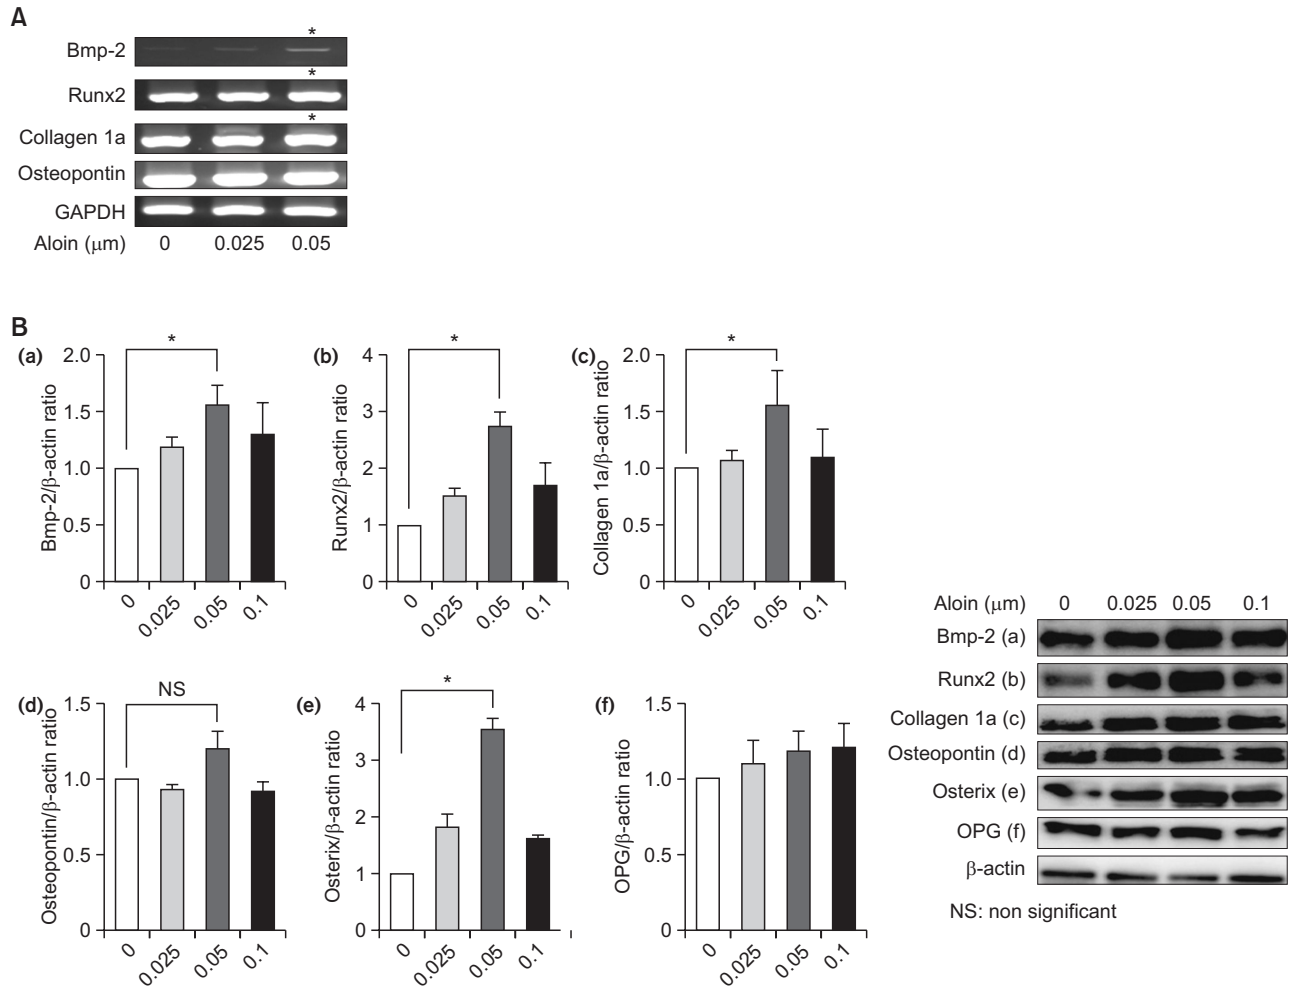 A
*
Bmp-2
*
Runx2
*
Collagen 1a
Osteopontin
GAPDH
Aloin (μm) 0 0.025 0.05
B
(a)
*
Bmp-2/β-actin ratio
2.0
1.5
1.0
0.5
0
0 0.025 0.05 0.1
(b)
*
Runx2/β-actin ratio
4
3
2
1
0
0 0.025 0.05 0.1
(c)
*
Collagen 1a/β-actin ratio
2.0
1.5
1.0
0.5
0
0 0.025 0.05 0.1
(d)
NS
Osteopontin/β-actin ratio
1.5
1.0
0.5
0
0 0.025 0.05 0.1
(e)
*
Osterix/β-actin ratio
4
3
2
1
0
0 0.025 0.05 0.1
(f)
OPG/β-actin ratio
1.5
1.0
0.5
0
0 0.025 0.05 0.1
Aloin (μm) 0 0.025 0.05 0.1
Bmp-2 (a)
Runx2 (b)
Collagen 1a (c)
Osteopontin (d)
Osterix (e)
OPG (f)
β-actin
NS: non significant